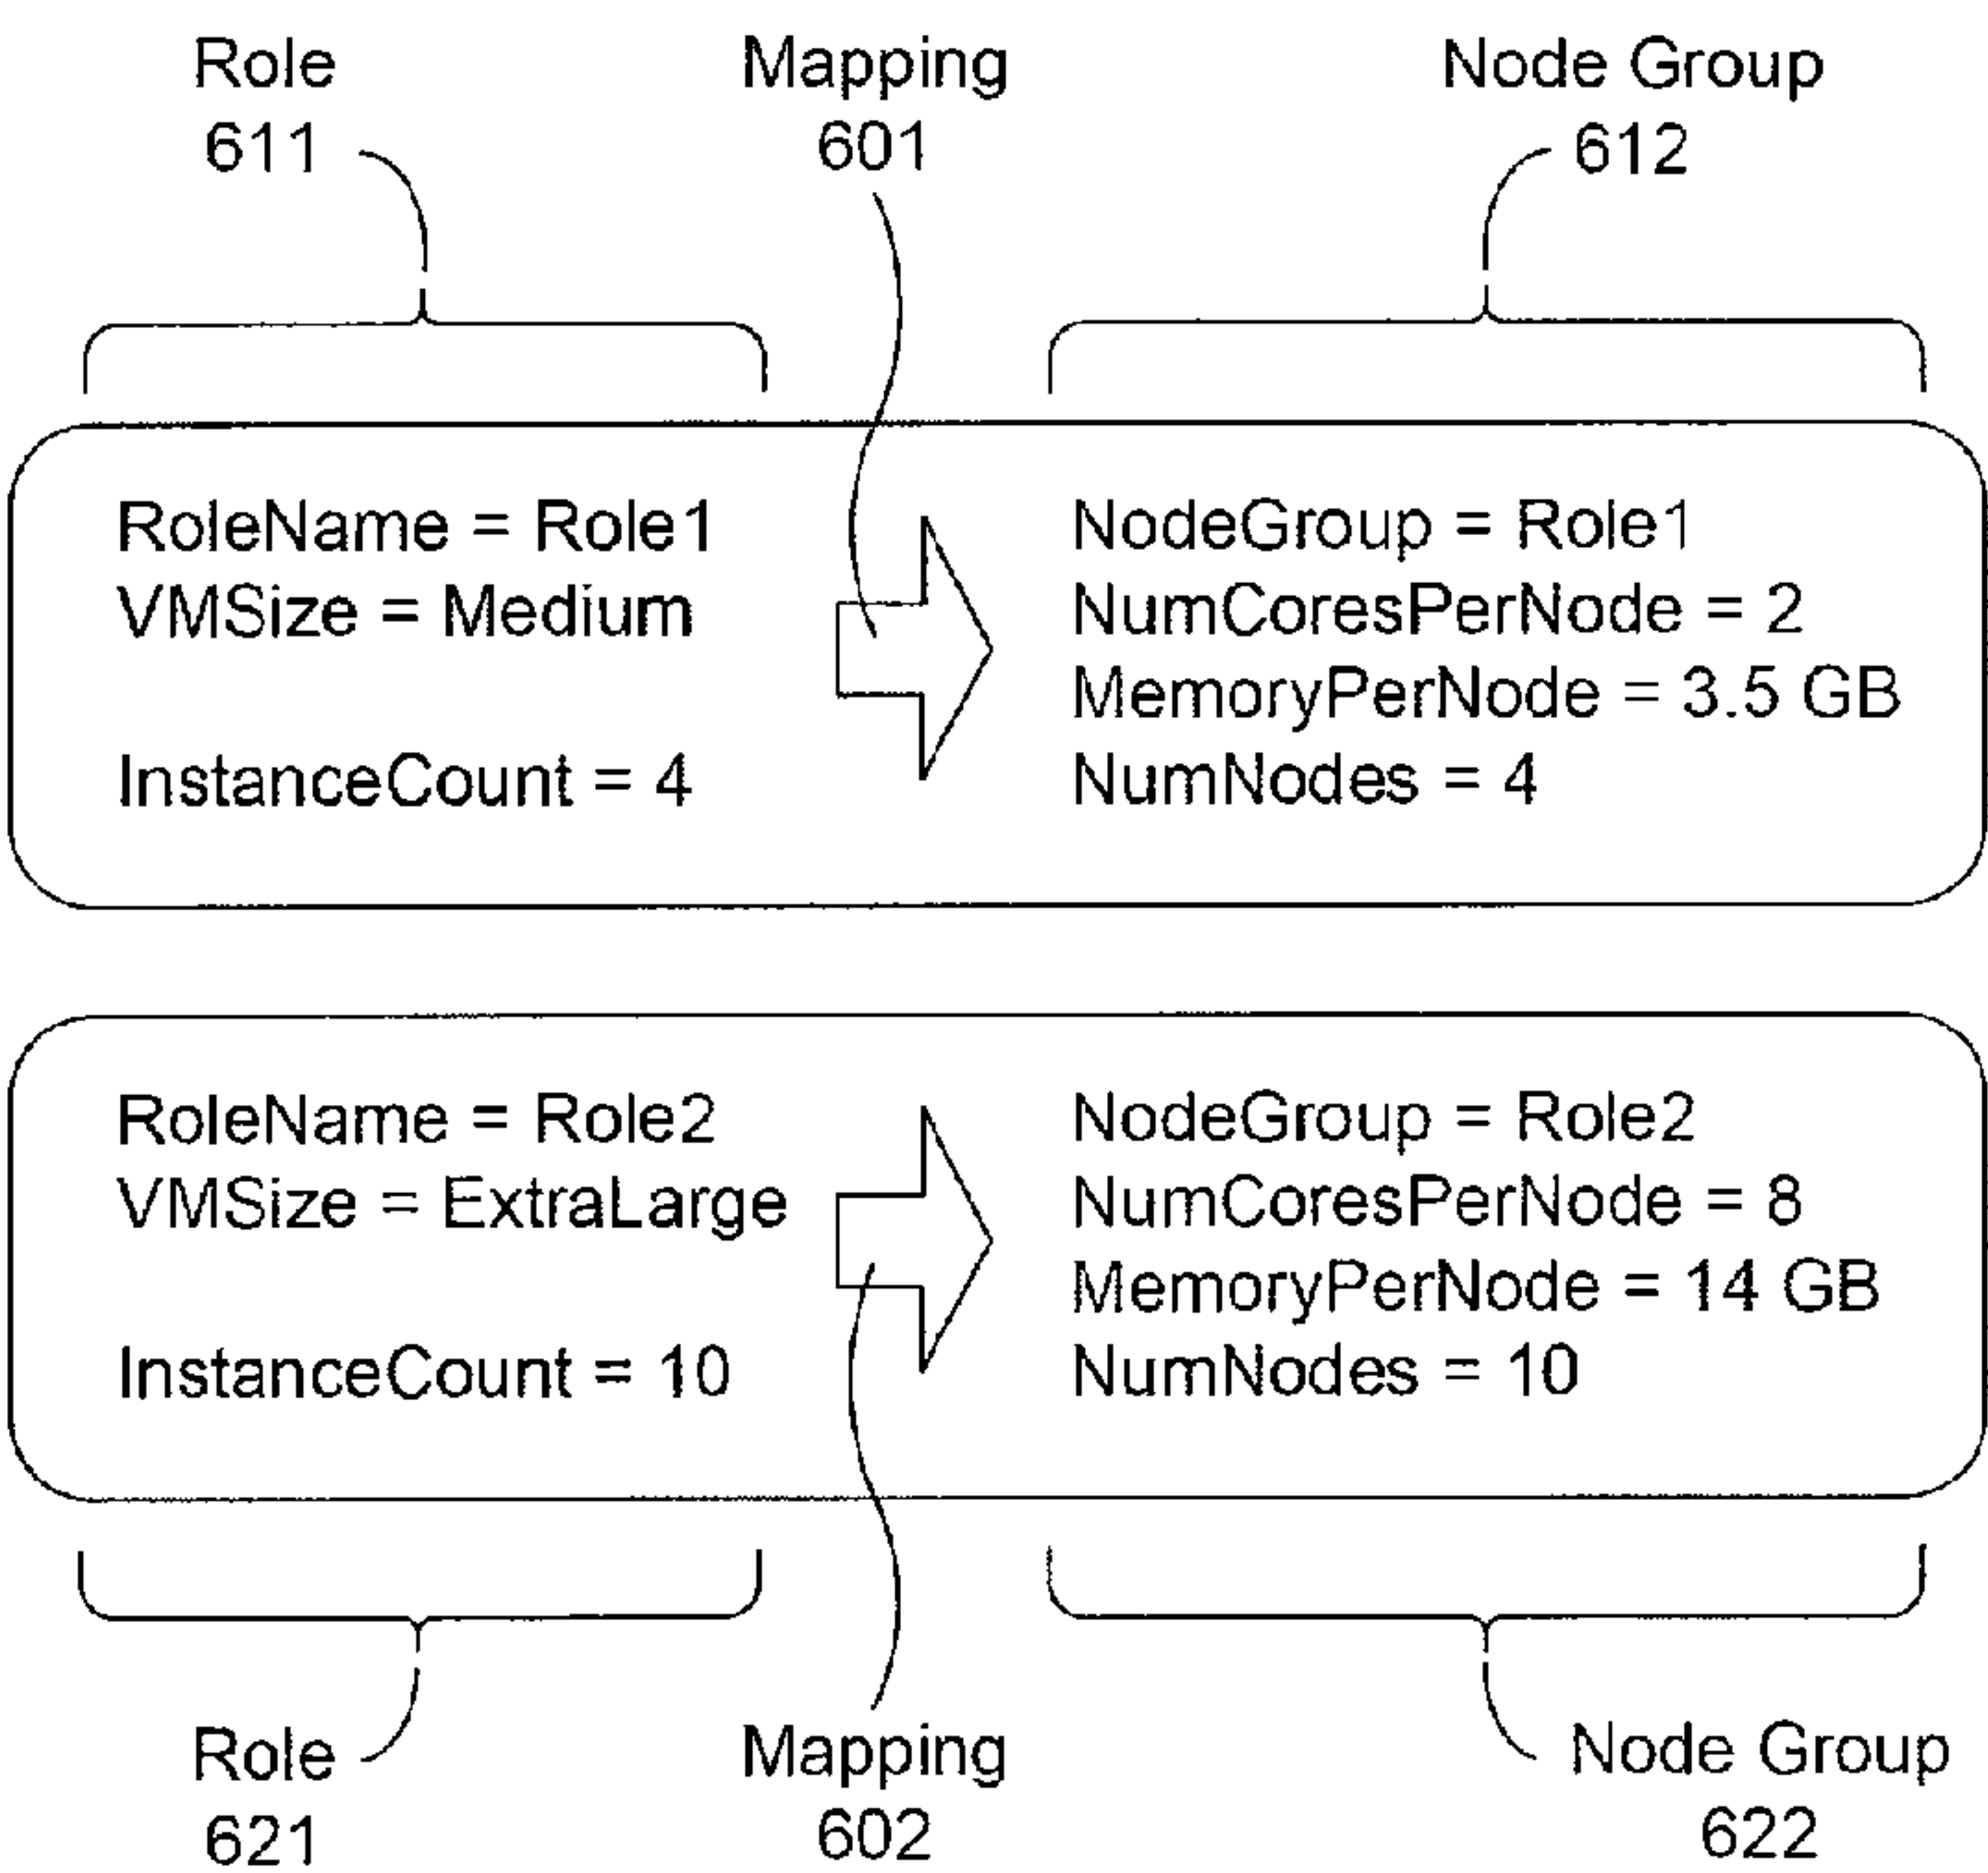 Role
611
Mapping
601
Node Group
612
RoleName = Role1
VMSize = Medium
InstanceCount = 4
NodeGroup = Role1
NumCoresPerNode = 2
MemoryPerNode = 3.5 GB
NumNodes = 4
RoleName = Role2
VMSize = ExtraLarge
InstanceCount = 10
NodeGroup = Role2
NumCoresPerNode = 8
MemoryPerNode = 14 GB
NumNodes = 10
Role
621
Mapping
602
Node Group
622